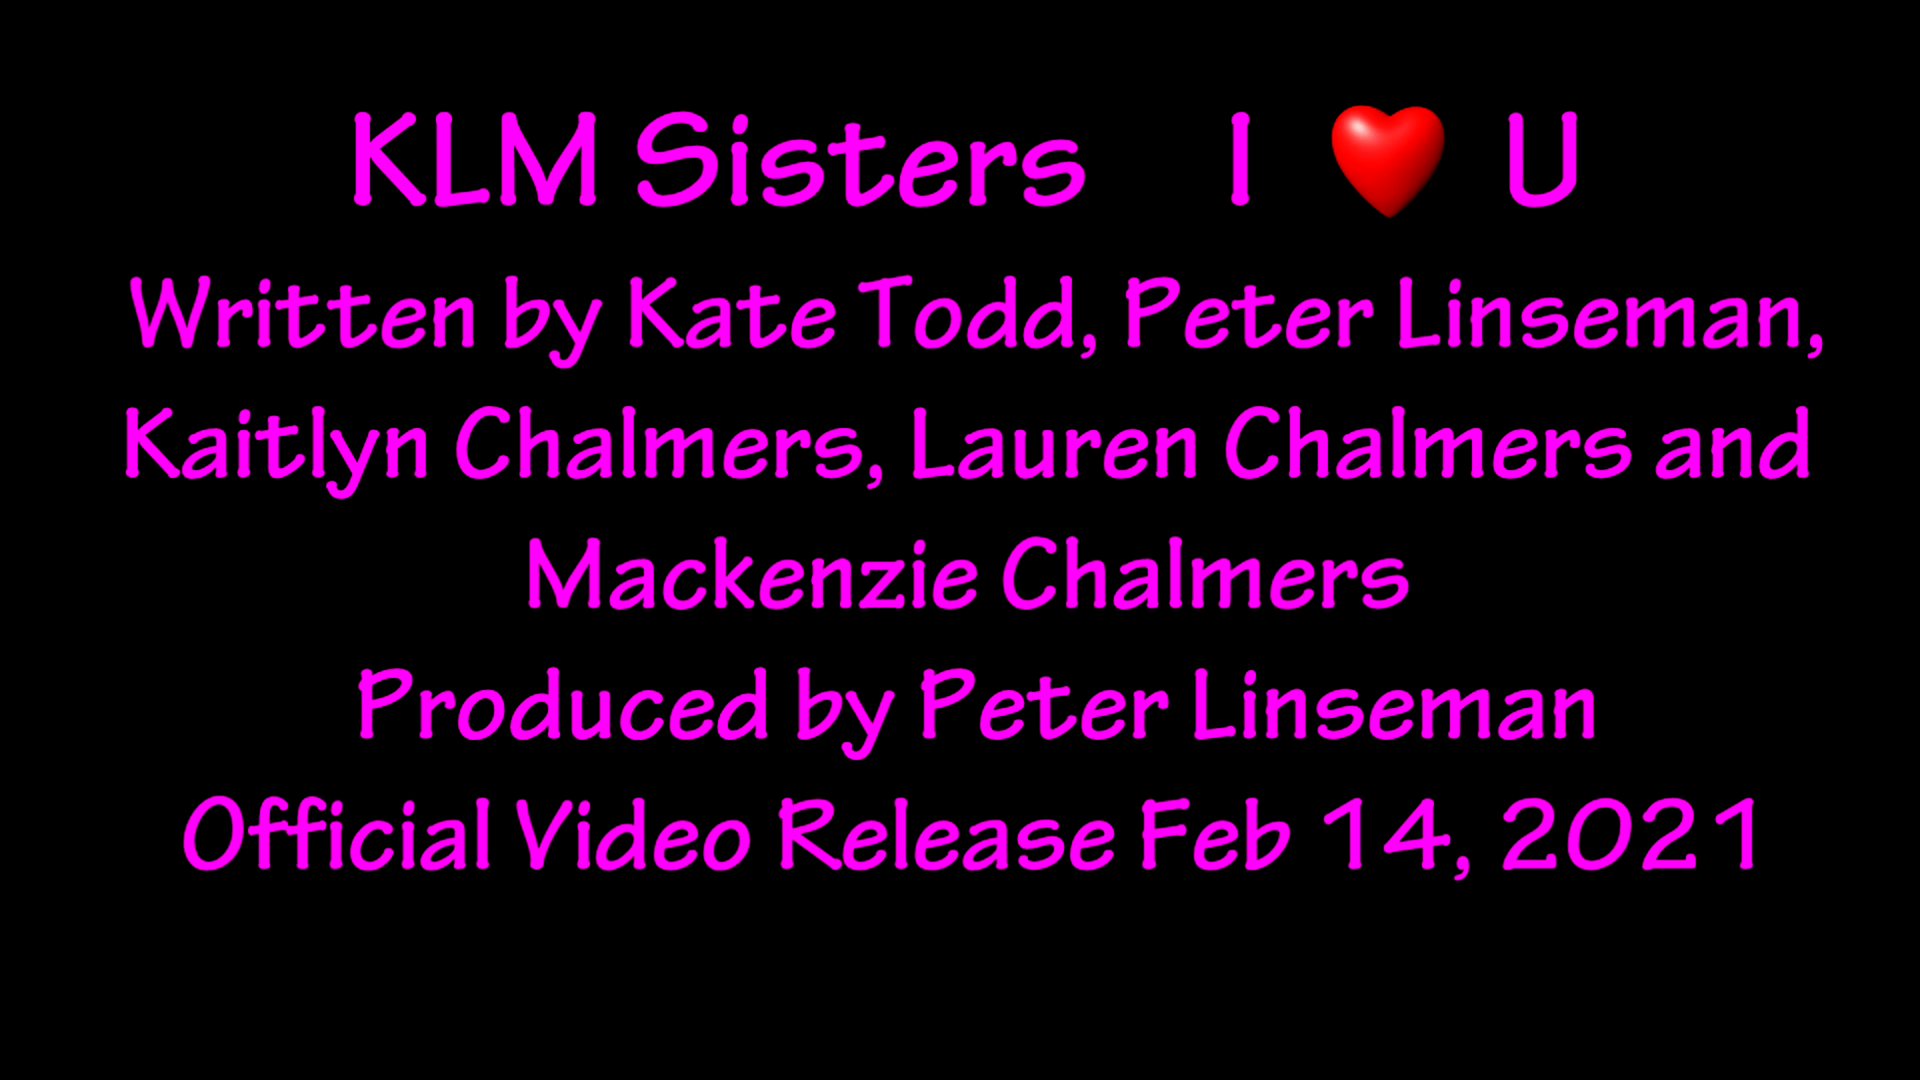 KLM Sisters I ❤️ U
Written by Kate Todd, Peter Linseman,
Kaitlyn Chalmers, Lauren Chalmers and
Mackenzie Chalmers
Produced by Peter Linseman
Official Video Release Feb 14, 2021